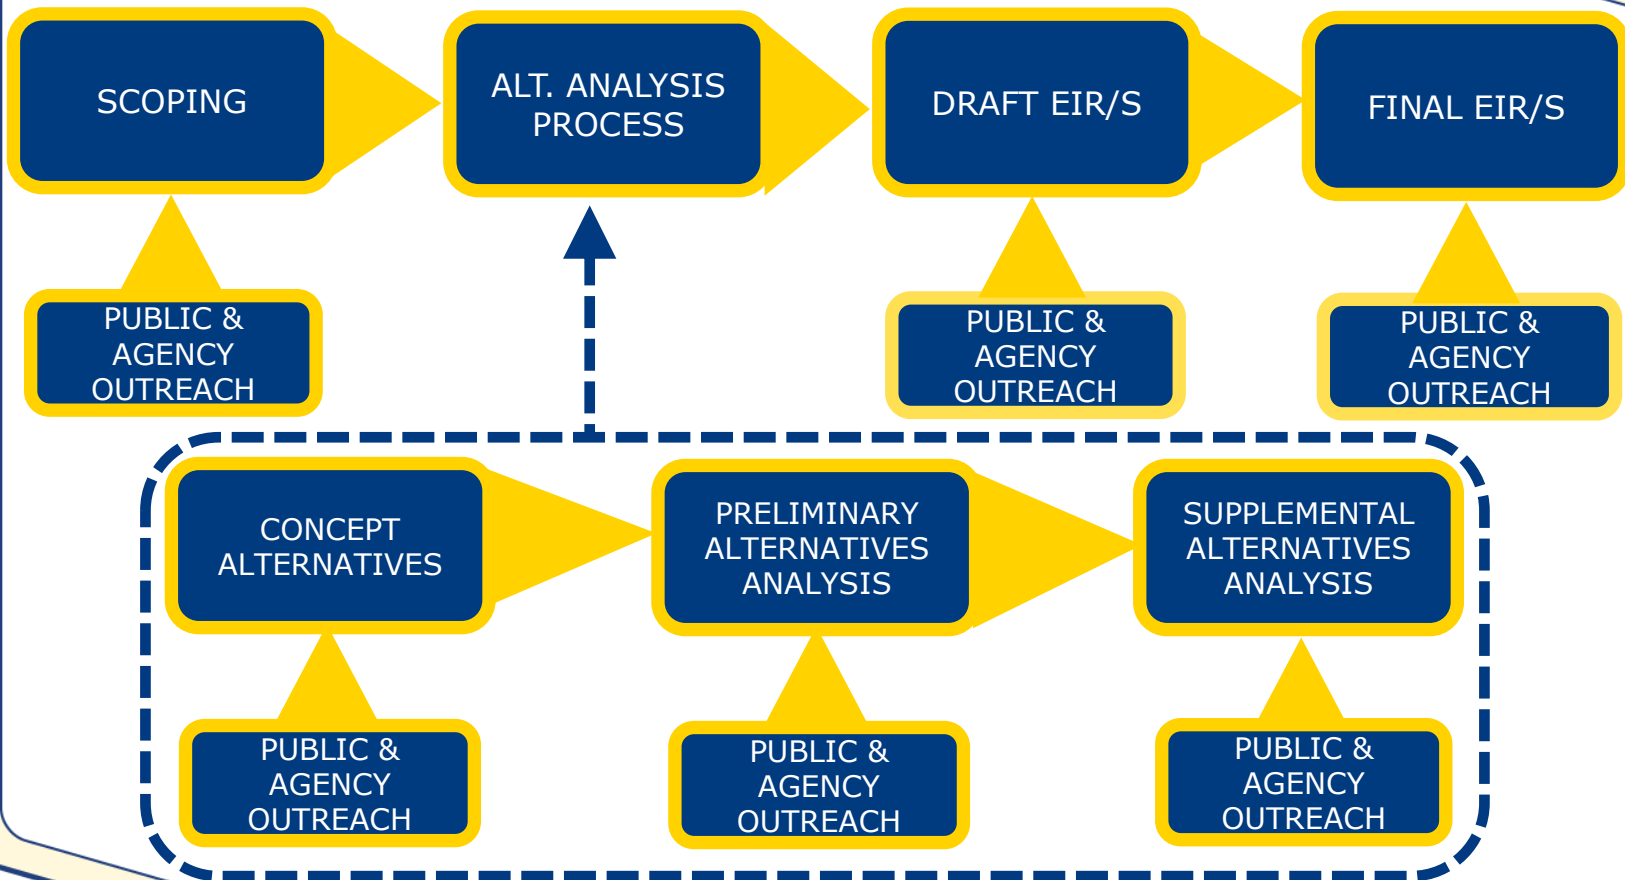 SCOPING
ALT. ANALYSIS
PROCESS
DRAFT EIR/S
FINAL EIR/S
PUBLIC &
AGENCY
OUTREACH
PUBLIC &
AGENCY
OUTREACH
PUBLIC &
AGENCY
OUTREACH
CONCEPT
ALTERNATIVES
PRELIMINARY
ALTERNATIVES
ANALYSIS
SUPPLEMENTAL
ALTERNATIVES
ANALYSIS
PUBLIC &
AGENCY
OUTREACH
PUBLIC &
AGENCY
OUTREACH
PUBLIC &
AGENCY
OUTREACH